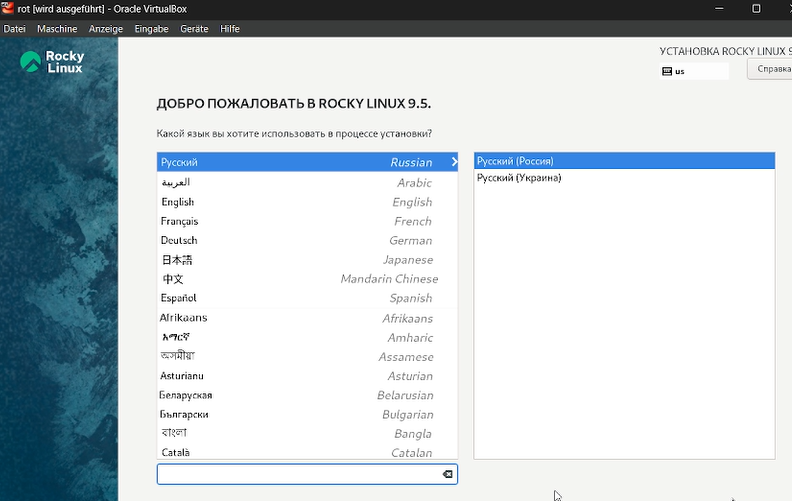 rot [wird ausgeführt] - Oracle VirtualBox
Datei Maschine Anzeige Eingabe Geräte Hilfe
Rocky
Linux
УСТАНОВКА ROCKY LINUX 9
us
Справка
ДОБРО ПОЖАЛОВАТЬ В ROCKY LINUX 9.5.
Какой язык вы хотите использовать в процессе установки?
Русский Russian
العربية Arabic
English English
Français French
Deutsch German
日本語 Japanese
中文 Mandarin Chinese
Español Spanish
Afrikaans Afrikaans
አማርኛ Amharic
অসমীয়া Assamese
Asturianu Asturian
Беларуская Belarusian
Български Bulgarian
বাংলা Bangla
Català Catalan
Русский (Россия)
Русский (Украина)